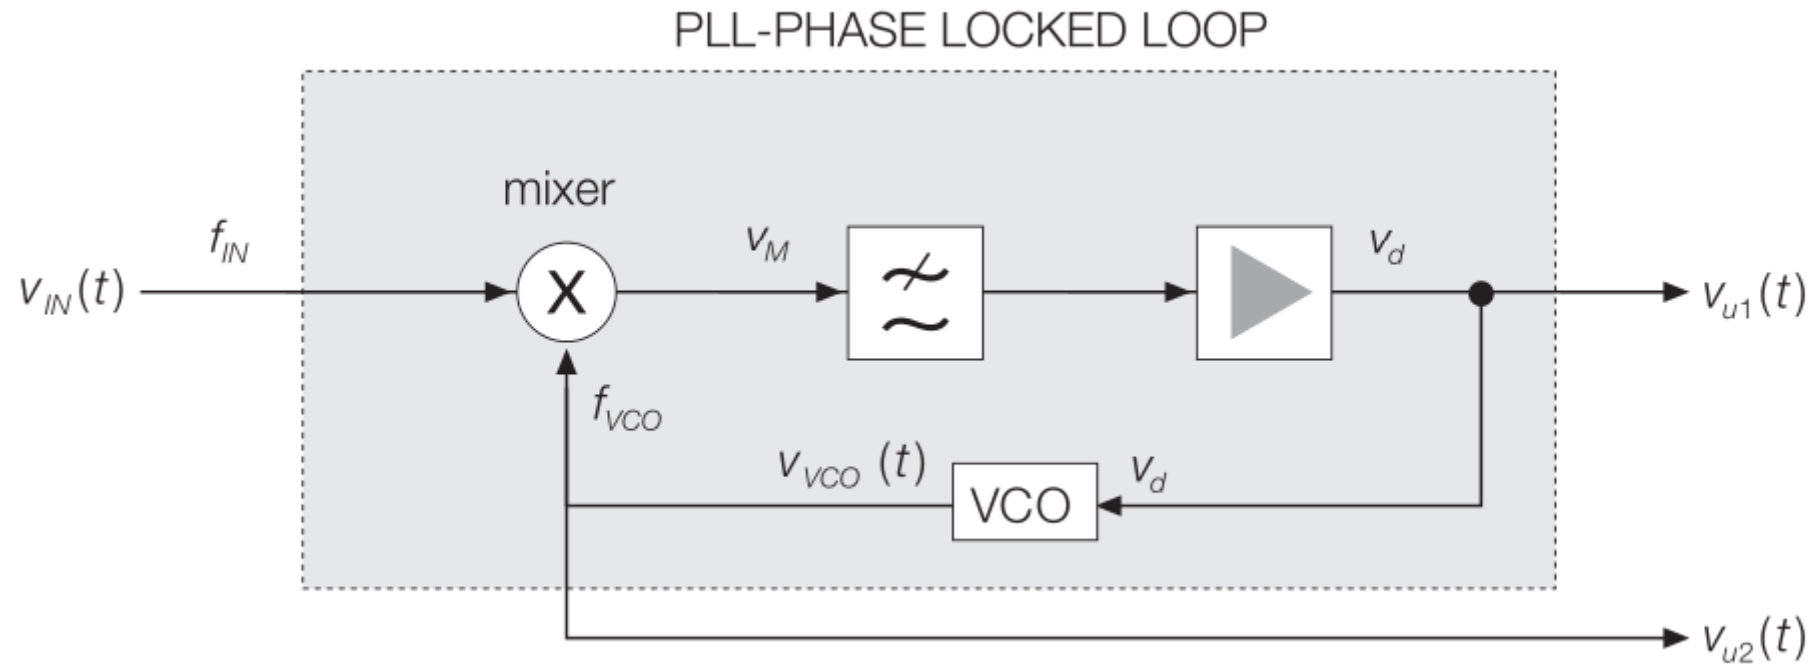 PLL-PHASE LOCKED LOOP
mixer
f_IN
v_M
v_d
v_IN(t)
X
v_u1(t)
f_VCO
v_VCO (t)
v_d
VCO
v_u2(t)